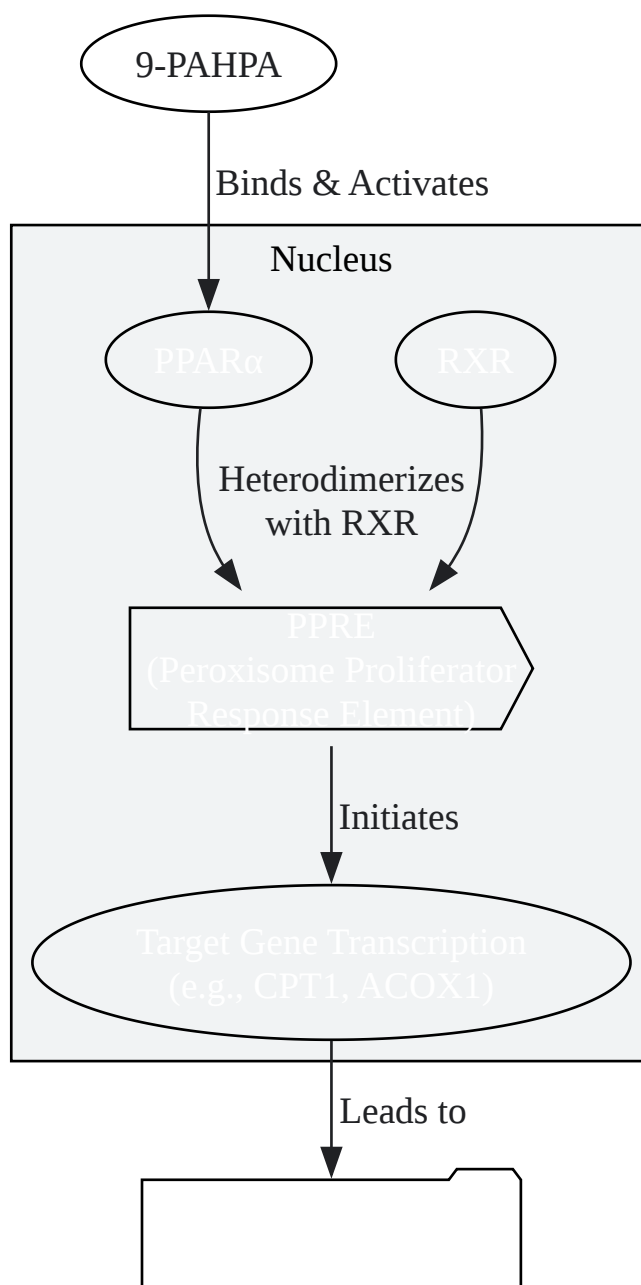 9-PAHPA
Binds & Activates
Nucleus
PPARα
RXR
Heterodimerizes
with RXR
PPRE
(Peroxisome Proliferator
Response Element)
Initiates
Target Gene Transcription
(e.g., CPT1, ACOX1)
Leads to